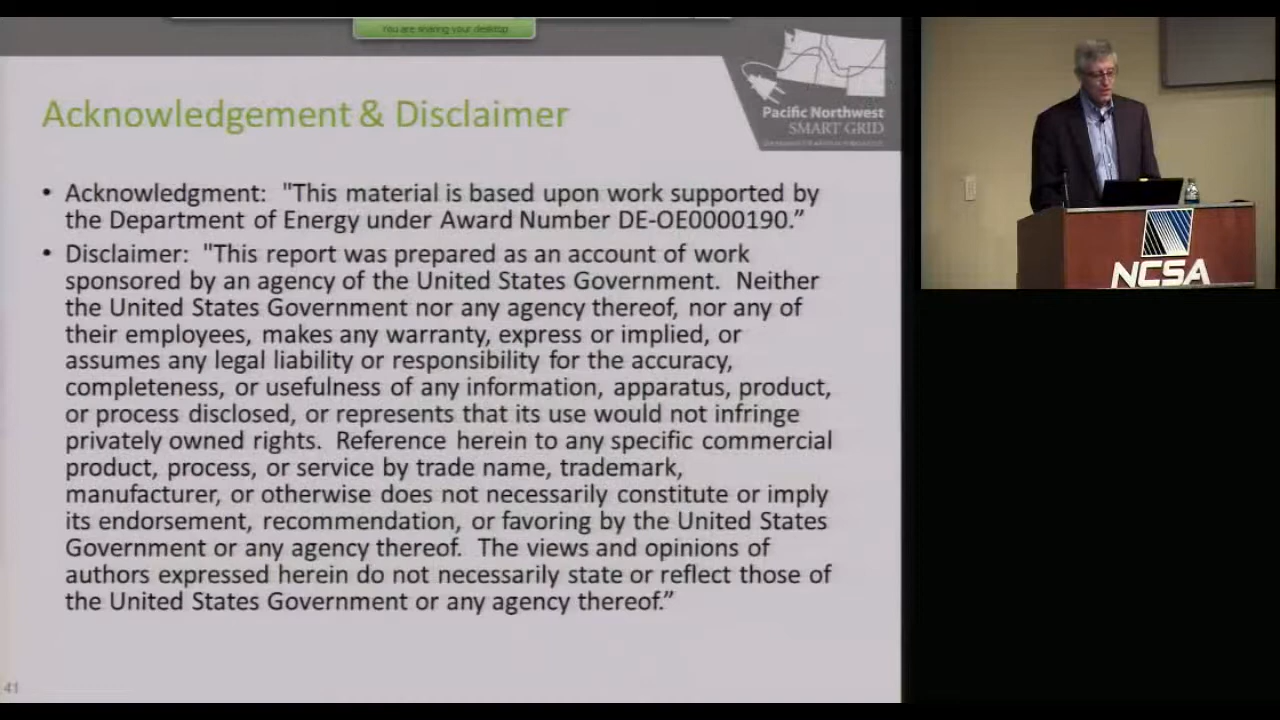 You are sharing your desktop
Pacific Northwest
SMART GRID
Acknowledgement & Disclaimer
• Acknowledgment: "This material is based upon work supported by
the Department of Energy under Award Number DE-OE0000190.”
• Disclaimer: "This report was prepared as an account of work
sponsored by an agency of the United States Government. Neither
the United States Government nor any agency thereof, nor any of
their employees, makes any warranty, express or implied, or
assumes any legal liability or responsibility for the accuracy,
completeness, or usefulness of any information, apparatus, product,
or process disclosed, or represents that its use would not infringe
privately owned rights. Reference herein to any specific commercial
product, process, or service by trade name, trademark,
manufacturer, or otherwise does not necessarily constitute or imply
its endorsement, recommendation, or favoring by the United States
Government or any agency thereof. The views and opinions of
authors expressed herein do not necessarily state or reflect those of
the United States Government or any agency thereof.”
41
NCSA